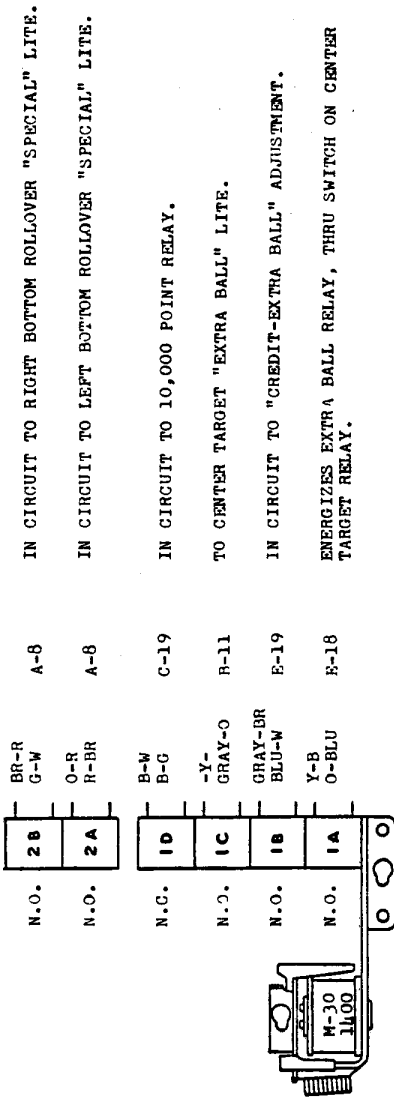 BR-R
N.O. 2B G-W A-8 IN CIRCUIT TO RIGHT BOTTOM ROLLOVER "SPECIAL" LITE.
O-R
N.O. 2A R-BR A-8 IN CIRCUIT TO LEFT BOTTOM ROLLOVER "SPECIAL" LITE.
B-W
N.C. 1D B-G C-19 IN CIRCUIT TO 10,000 POINT RELAY.
-Y-
N.O. 1C GRAY-O B-11 TO CENTER TARGET "EXTRA BALL" LITE.
GRAY-BR
N.O. 1B BLU-W E-19 IN CIRCUIT TO "CREDIT-EXTRA BALL" ADJUSTMENT.
Y-B
N.O. 1A O-BLU E-18 ENERGIZES EXTRA BALL RELAY, THRU SWITCH ON CENTER
TARGET RELAY.
M-30
1400